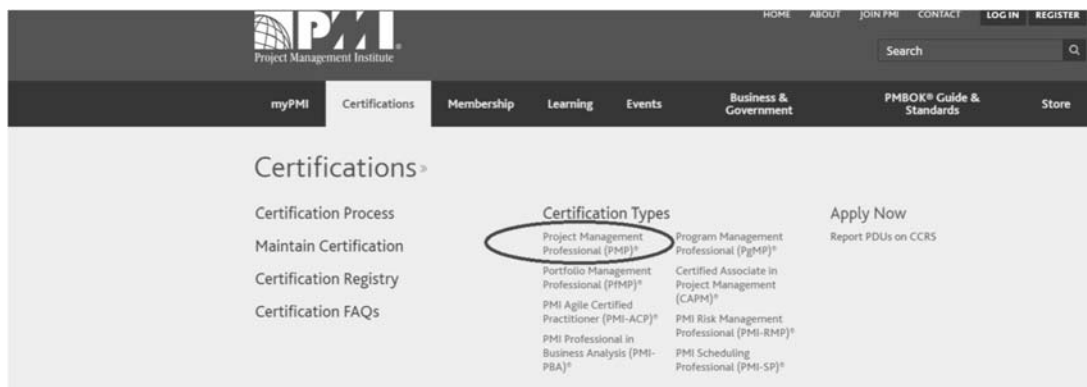 HOME ABOUT JOIN PMI CONTACT LOG IN REGISTER
PMI
Project Management Institute
Search
myPMI Certifications Membership Learning Events Business & Government PMBOK® Guide & Standards Store
Certifications»
Certification Process
Maintain Certification
Certification Registry
Certification FAQs
Certification Types
Project Management
Professional (PMP)®
Portfolio Management
Professional (PfMP)®
PMI Agile Certified
Practitioner (PMI-ACP)®
PMI Professional in
Business Analysis (PMI-
PBA)®
Program Management
Professional (PgMP)®
Certified Associate in
Project Management
(CAPM)®
PMI Risk Management
Professional (PMI-RMP)®
PMI Scheduling
Professional (PMI-SP)®
Apply Now
Report PDUs on CCRS